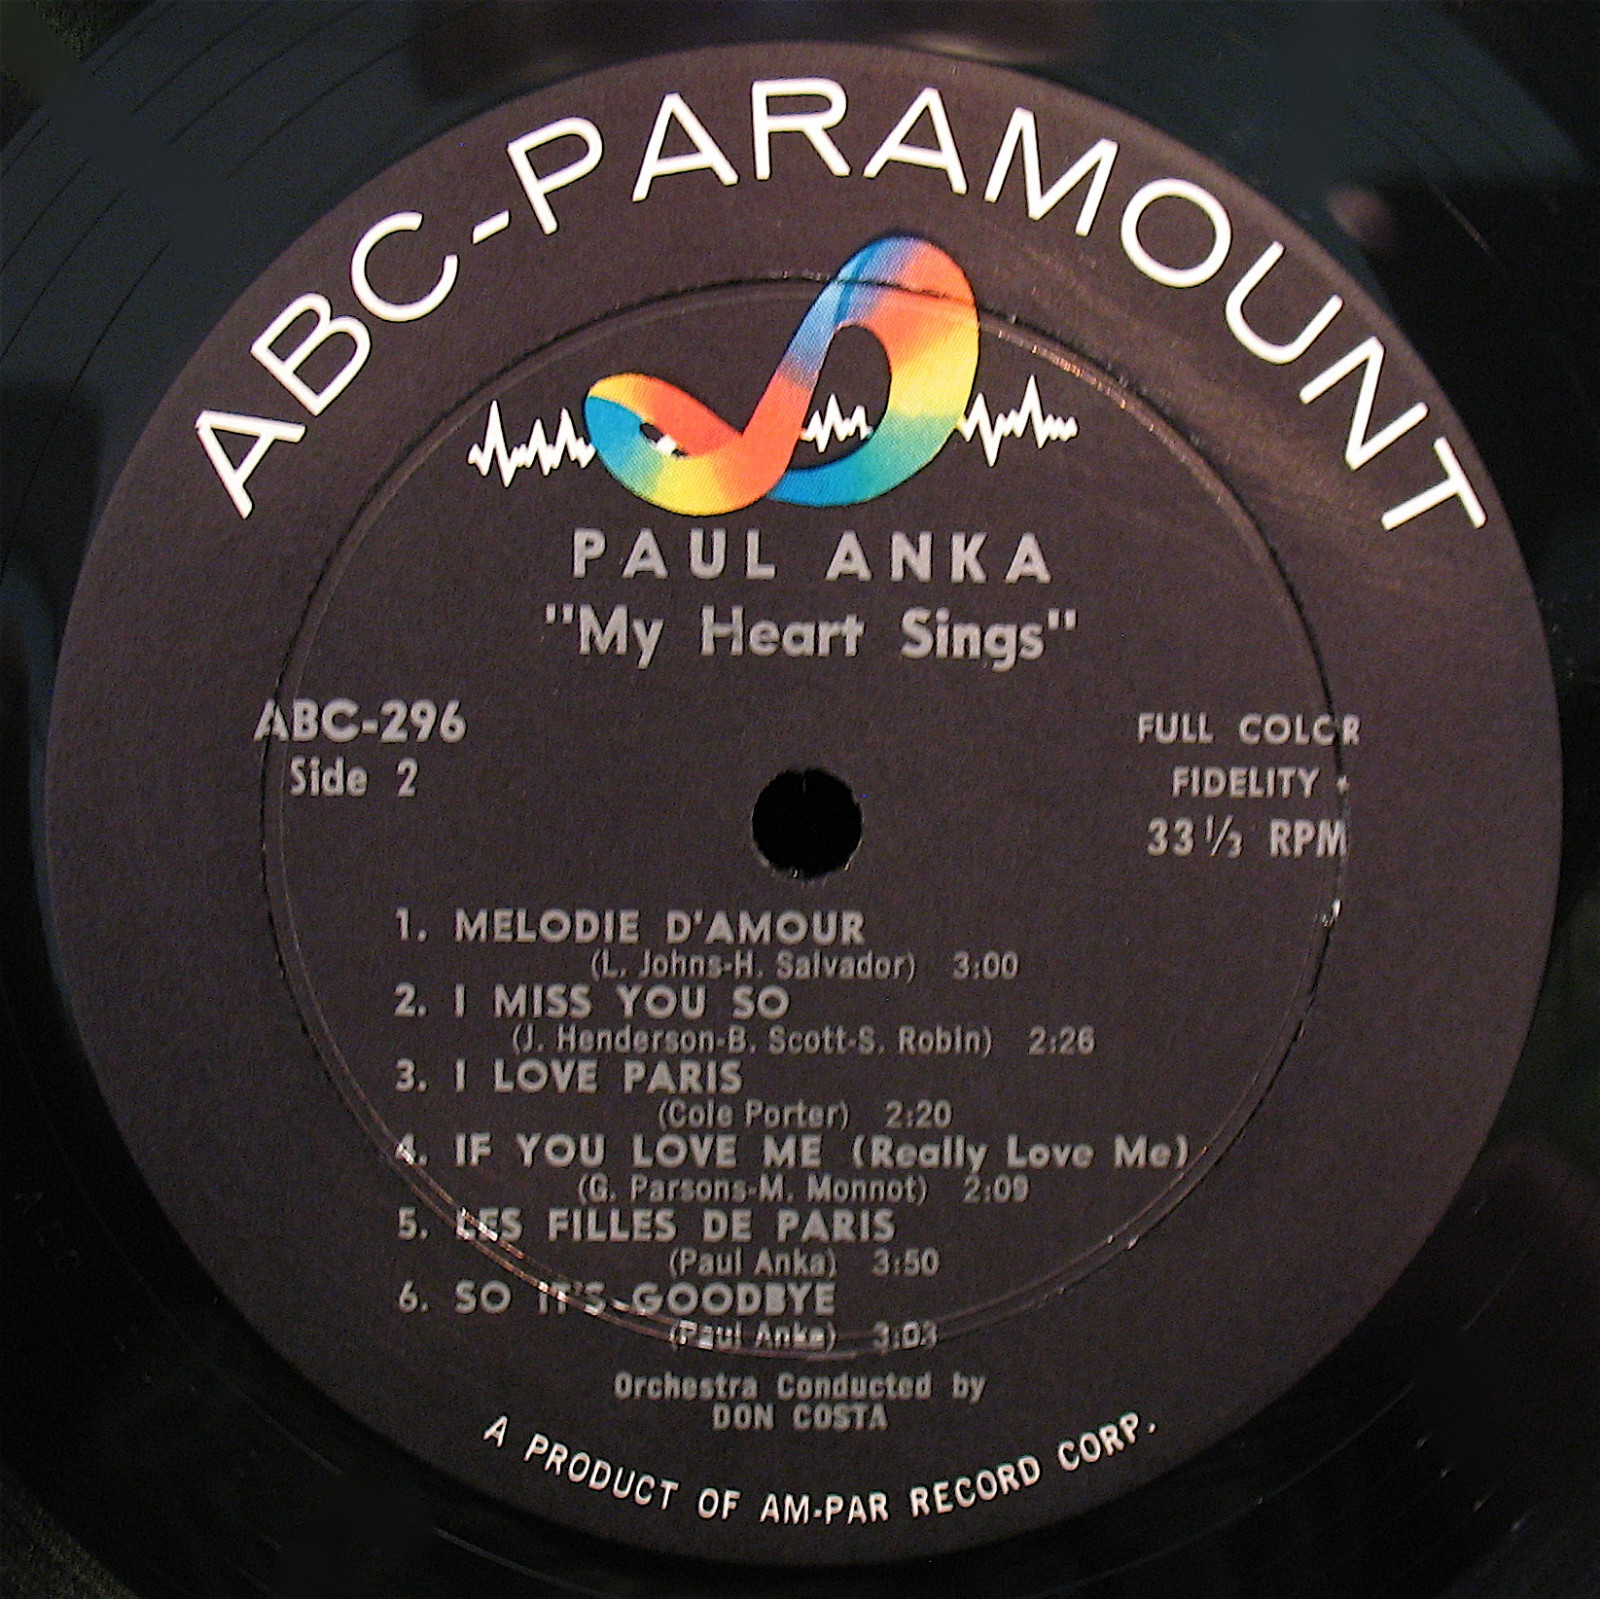 ABC-PARAMOUNT
PAUL ANKA
"My Heart Sings"
ABC-296
Side 2
FULL COLOR
FIDELITY
33 1/3 RPM
1. MELODIE D'AMOUR
(L. Johns-H. Salvador) 3:00
2. I MISS YOU SO
(J. Henderson-B. Scott-S. Robin) 2:26
3. I LOVE PARIS
(Cole Porter) 2:20
4. IF YOU LOVE ME (Really Love Me)
(G. Parsons-M. Monnot) 2:09
5. LES FILLES DE PARIS
(Paul Anka) 3:50
6. SO IT'S GOODBYE
(Paul Anka) 3:03
Orchestra Conducted by
DON COSTA
A PRODUCT OF AM-PAR RECORD CORP.